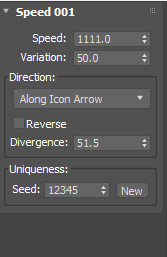 Speed 001
Speed: 1111.0
Variation: 50.0
Direction:
Along Icon Arrow
Reverse
Divergence: 51.5
Uniqueness:
Seed: 12345 New